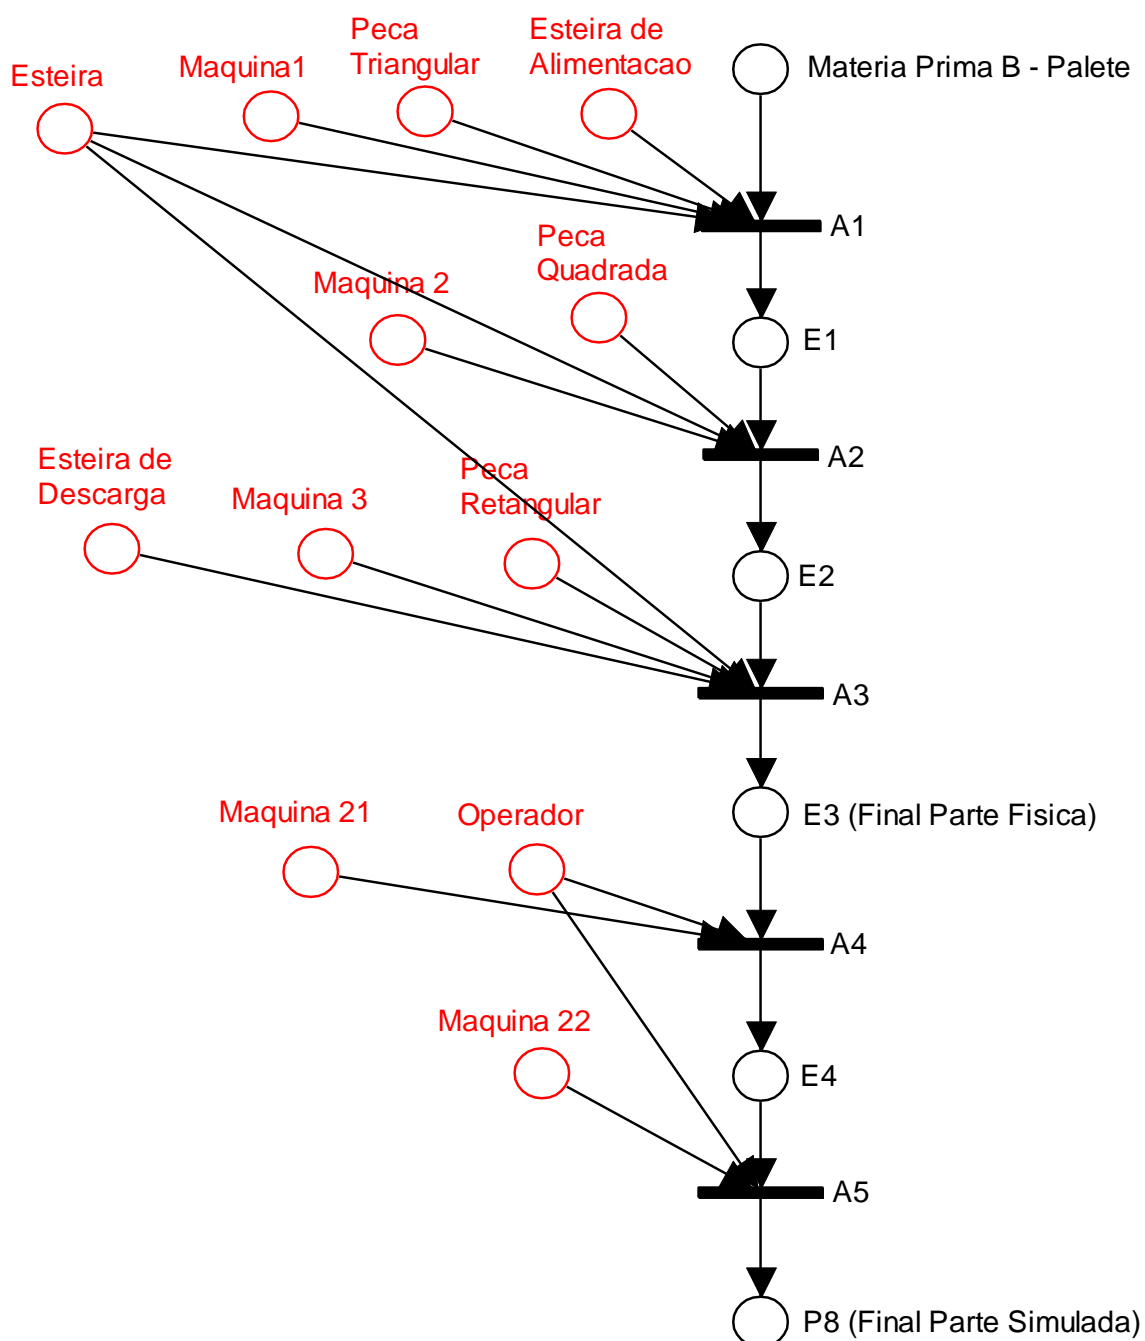 Peca
Triangular
Esteira de
Alimentacao
Materia Prima B - Palete
Esteira
Maquina1
A1
Peca
Quadrada
Maquina 2
E1
A2
Esteira de
Descarga
Maquina 3
Peca
Retangular
E2
A3
Maquina 21
Operador
E3 (Final Parte Fisica)
A4
Maquina 22
E4
A5
P8 (Final Parte Simulada)